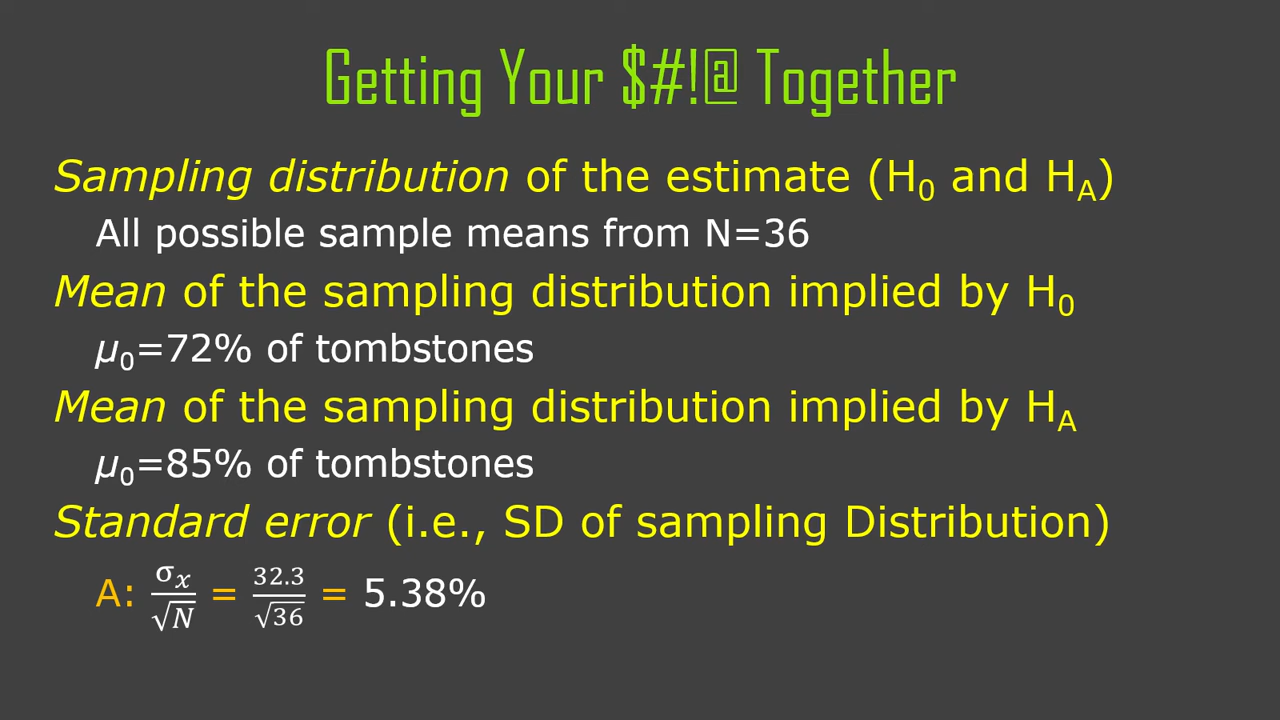 Getting Your $#!@ Together
Sampling distribution of the estimate (H₀ and H_A)
All possible sample means from N=36
Mean of the sampling distribution implied by H₀
μ₀=72% of tombstones
Mean of the sampling distribution implied by H_A
μ₀=85% of tombstones
Standard error (i.e., SD of sampling Distribution)
A: σₓ/√N = 32.3/√36 = 5.38%